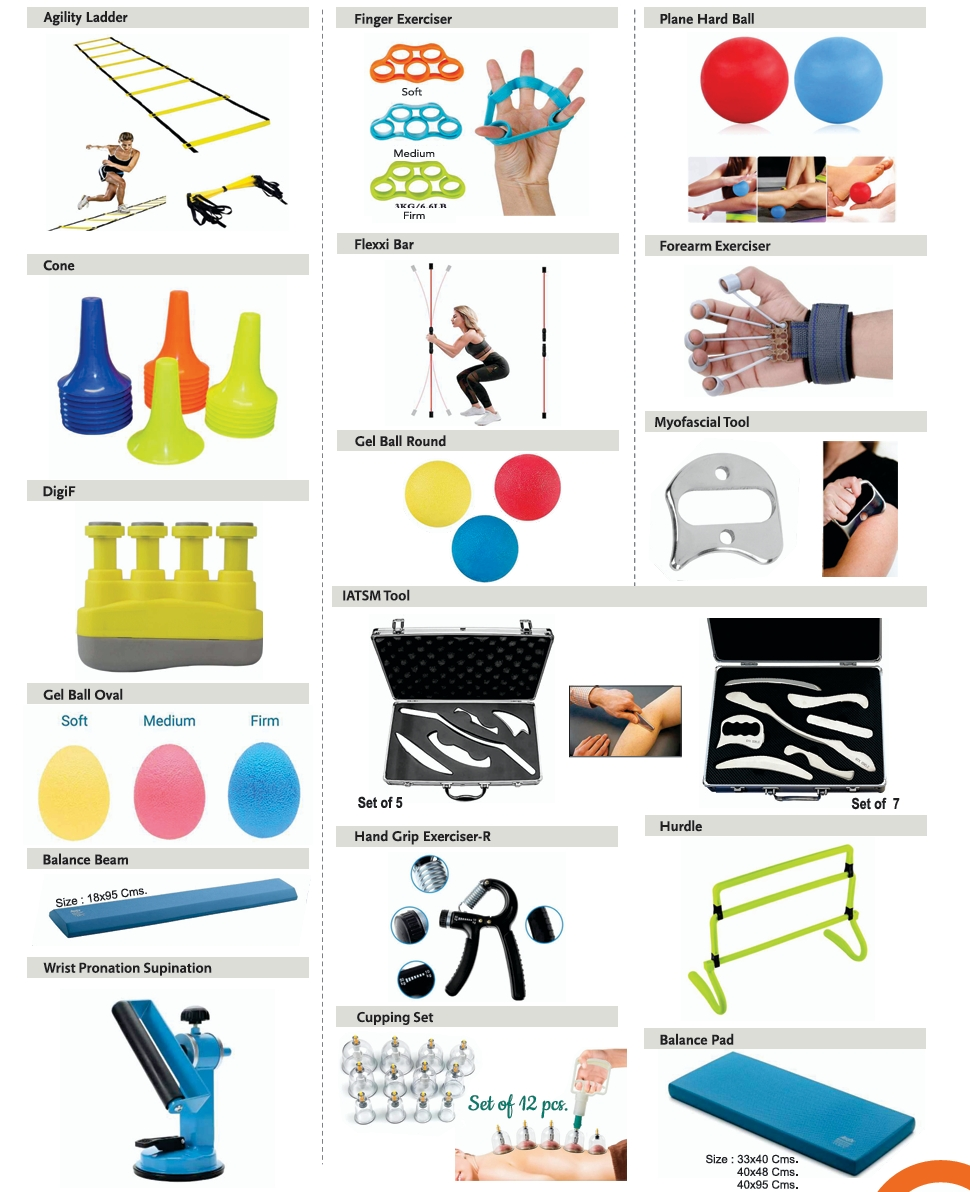 Agility Ladder
Cone
DigiF
Gel Ball Oval
Soft Medium Firm
Balance Beam
Size : 18x95 Cms.
Wrist Pronation Supination
Finger Exerciser
Soft
Medium
3KG/6.6LB
Firm
Flexxi Bar
Gel Ball Round
Plane Hard Ball
Forearm Exerciser
Myofascial Tool
IATSM Tool
Set of 5
Set of 7
Hand Grip Exerciser-R
Cupping Set
Set of 12 pcs.
Hurdle
Balance Pad
Size : 33x40 Cms.
40x48 Cms.
40x95 Cms.